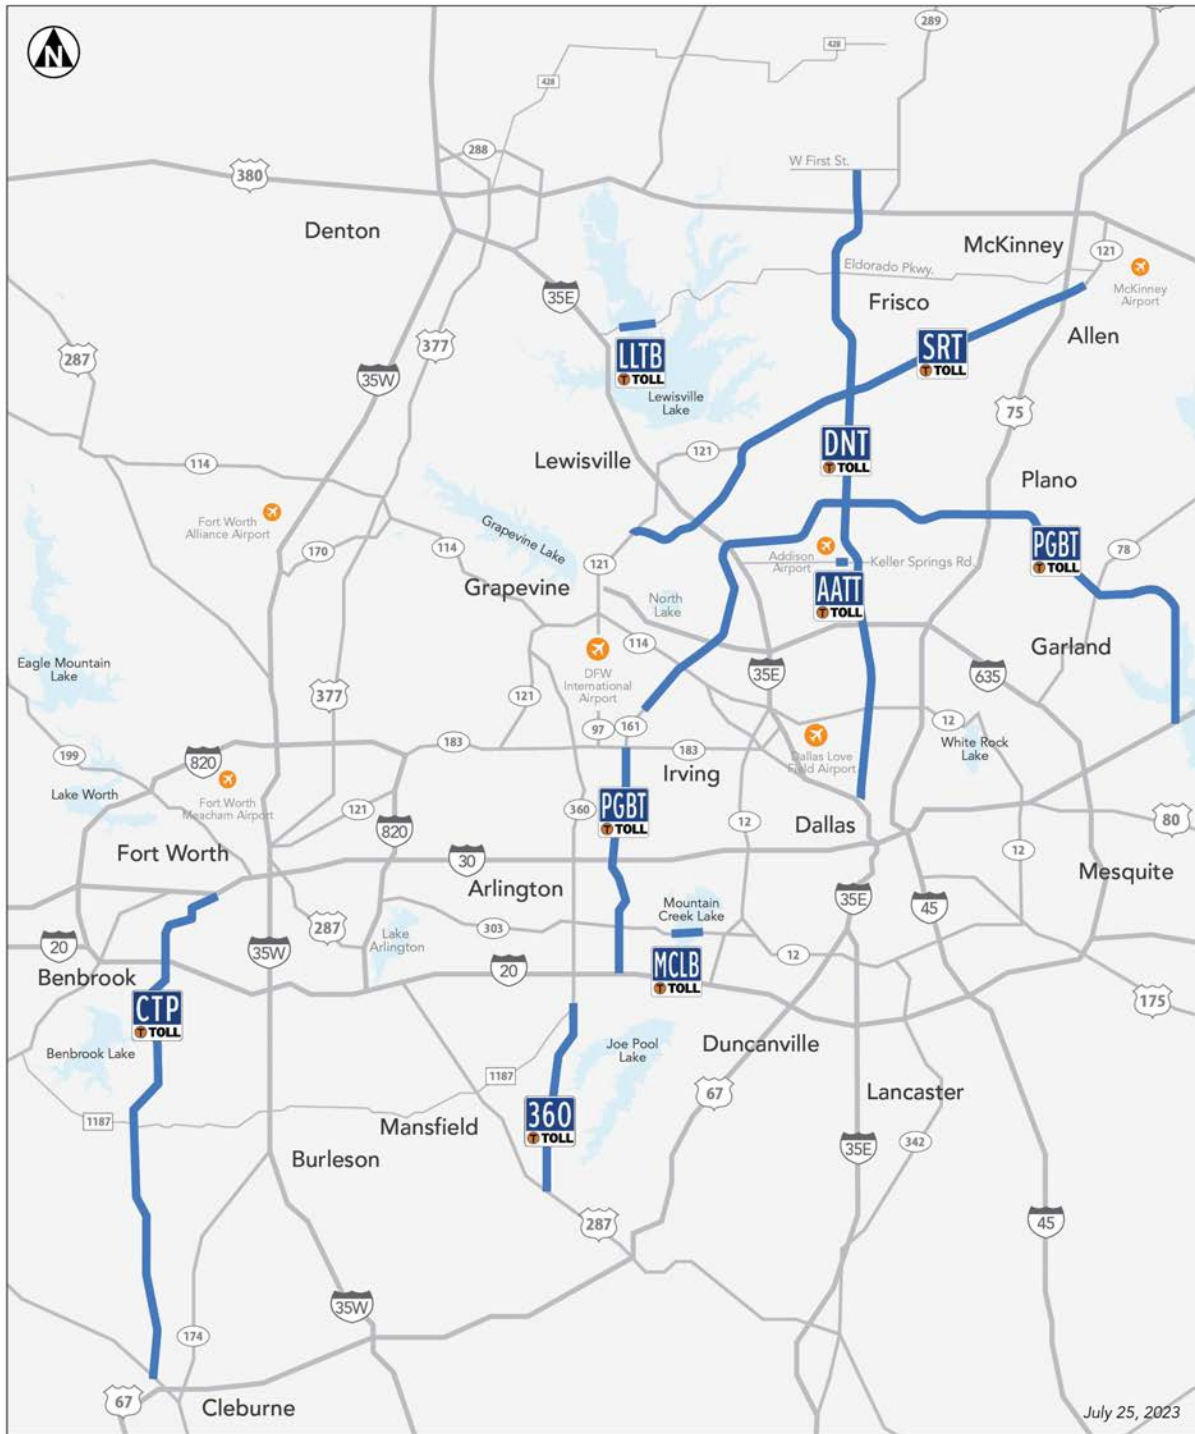 N
289
428
428
288
W First St.
380
Denton
McKinney
121
Eldorado Pkwy.
McKinney
Airport
35E
Frisco
Allen
LLTB
TOLL
SRT
TOLL
377
287
35W
Lewisville
Lake
75
DNT
TOLL
121
Lewisville
114
Plano
Fort Worth
Alliance Airport
Grapevine Lake
170
114
121
Addison
Airport
Keller Springs Rd.
PGBT
TOLL
78
Grapevine
North
Lake
AATT
TOLL
114
Garland
Eagle Mountain
Lake
DFW
International
Airport
35E
635
377
121
97
161
12
199
820
183
183
Irving
Dallas Love
Field Airport
White Rock
Lake
Lake Worth
Fort Worth
Meacham Airport
121
360
PGBT
TOLL
820
12
Dallas
80
12
Fort Worth
30
Arlington
Mesquite
Mountain
Creek Lake
35E
45
287
303
Lake
Arlington
20
35W
20
12
Benbrook
MCLB
TOLL
175
CTP
TOLL
Benbrook Lake
Joe Pool
Lake
Duncanville
1187
67
Lancaster
1187
360
TOLL
Mansfield
342
Burleson
35E
287
45
35W
174
67
Cleburne
July 25, 2023